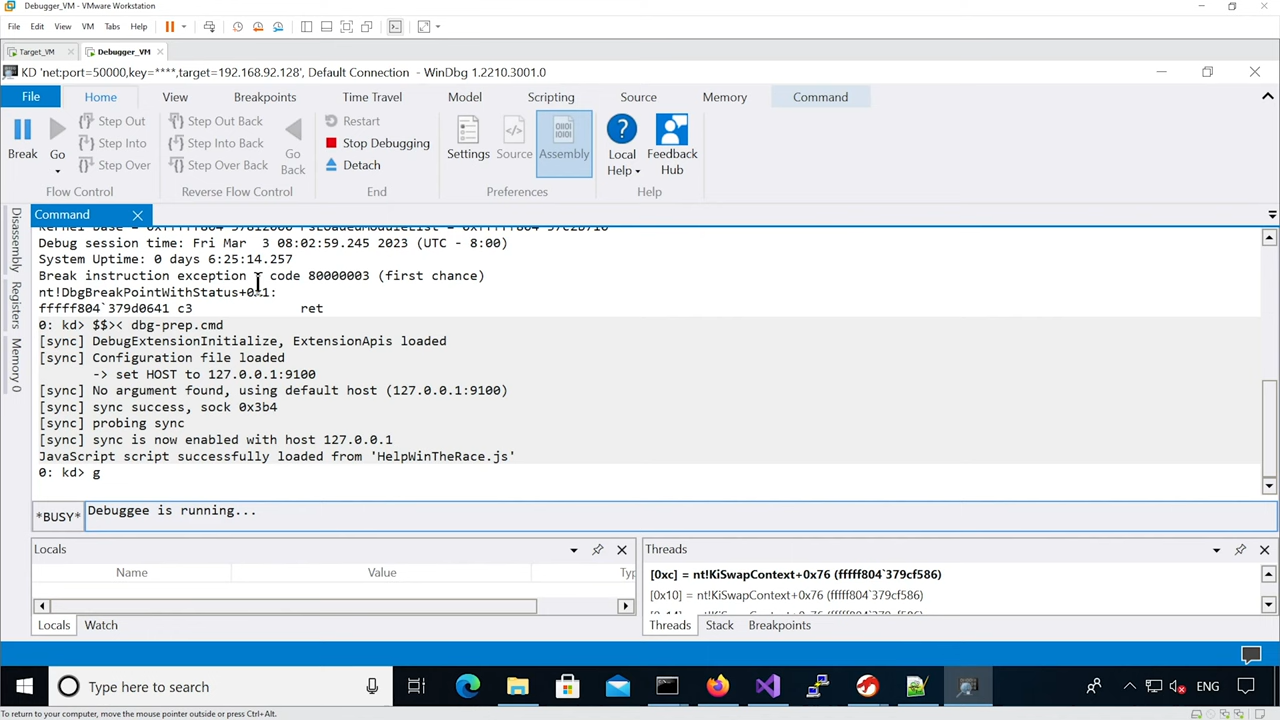 Debugger_VM - VMware Workstation
File Edit View VM Tabs Help
Target_VM
Debugger_VM
KD 'net:port=50000,key=****,target=192.168.92.128', Default Connection - WinDbg 1.2210.3001.0
File Home View Breakpoints Time Travel Model Scripting Source Memory Command
Break
Go
Step Out
Step Into
Step Over
Flow Control
Step Out Back
Step Into Back
Step Over Back
Go Back
Reverse Flow Control
Restart
Stop Debugging
Detach
End
Settings
Source
Assembly
Preferences
Local Help
Feedback Hub
Help
Disassembly
Registers
Memory 0
Command
Debug session time: Fri Mar  3 08:02:59.245 2023 (UTC - 8:00)
System Uptime: 0 days 6:25:14.257
Break instruction exception - code 80000003 (first chance)
nt!DbgBreakPointWithStatus+0x1:
fffff804`379d0641 c3              ret
0: kd> $$>< dbg-prep.cmd
[sync] DebugExtensionInitialize, ExtensionApis loaded
[sync] Configuration file loaded
-> set HOST to 127.0.0.1:9100
[sync] No argument found, using default host (127.0.0.1:9100)
[sync] sync success, sock 0x3b4
[sync] probing sync
[sync] sync is now enabled with host 127.0.0.1
JavaScript script successfully loaded from 'HelpWinTheRace.js'
0: kd> g
*BUSY* Debuggee is running...
Locals
Name Value Typ
Locals Watch
Threads
[0xc] = nt!KiSwapContext+0x76 (fffff804`379cf586)
[0x10] = nt!KiSwapContext+0x76 (fffff804`379cf586)
Threads Stack Breakpoints
Type here to search
ENG
To return to your computer, move the mouse pointer outside or press Ctrl+Alt.